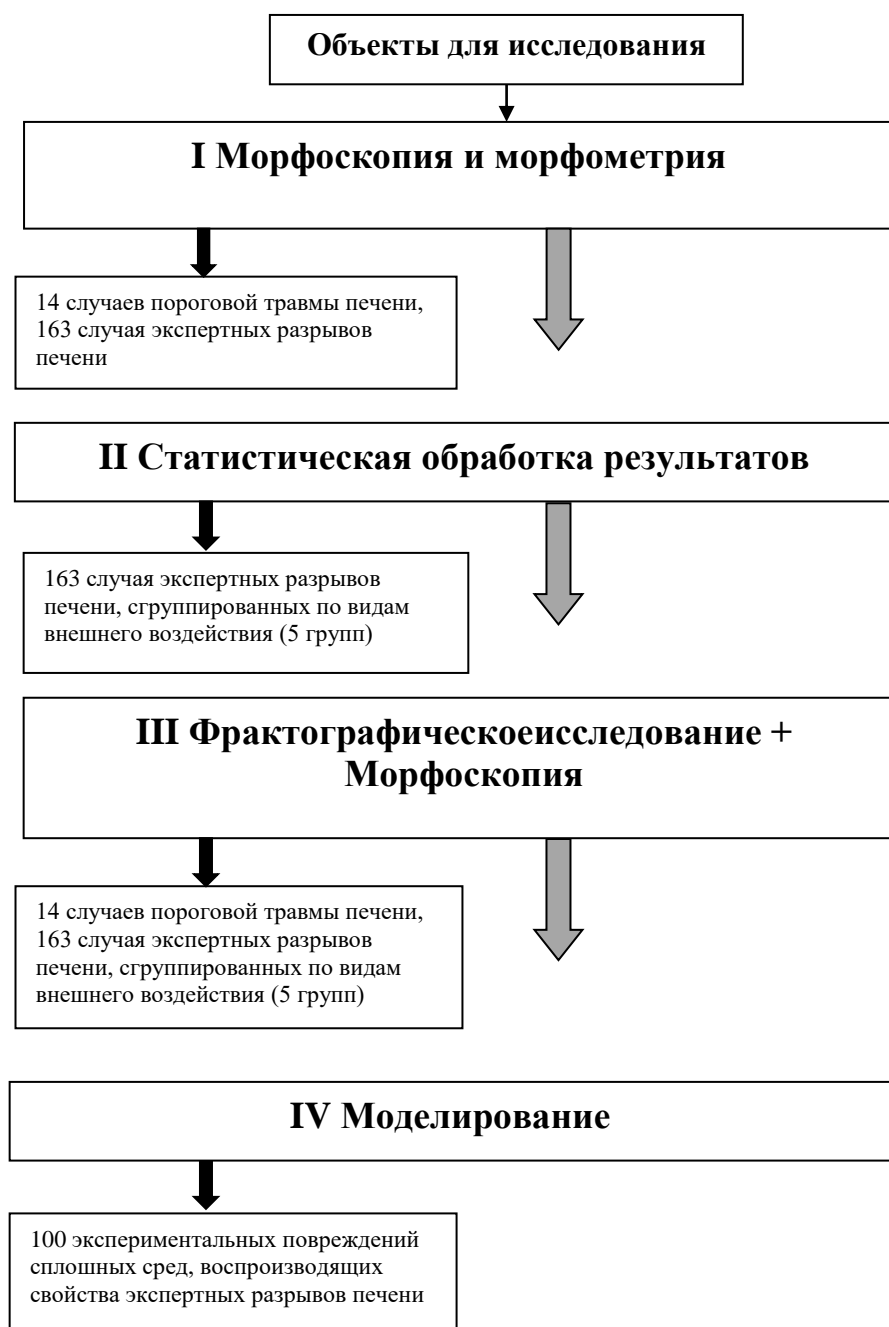 Объекты для исследования
I Морфоскопия и морфометрия
14 случаев пороговой травмы печени,
163 случая экспертных разрывов
печени
II Статистическая обработка результатов
163 случая экспертных разрывов
печени, сгруппированных по видам
внешнего воздействия (5 групп)
III Фрактографическоеисследование +
Морфоскопия
14 случаев пороговой травмы печени,
163 случая экспертных разрывов
печени, сгруппированных по видам
внешнего воздействия (5 групп)
IV Моделирование
100 экспериментальных повреждений
сплошных сред, воспроизводящих
свойства экспертных разрывов печени